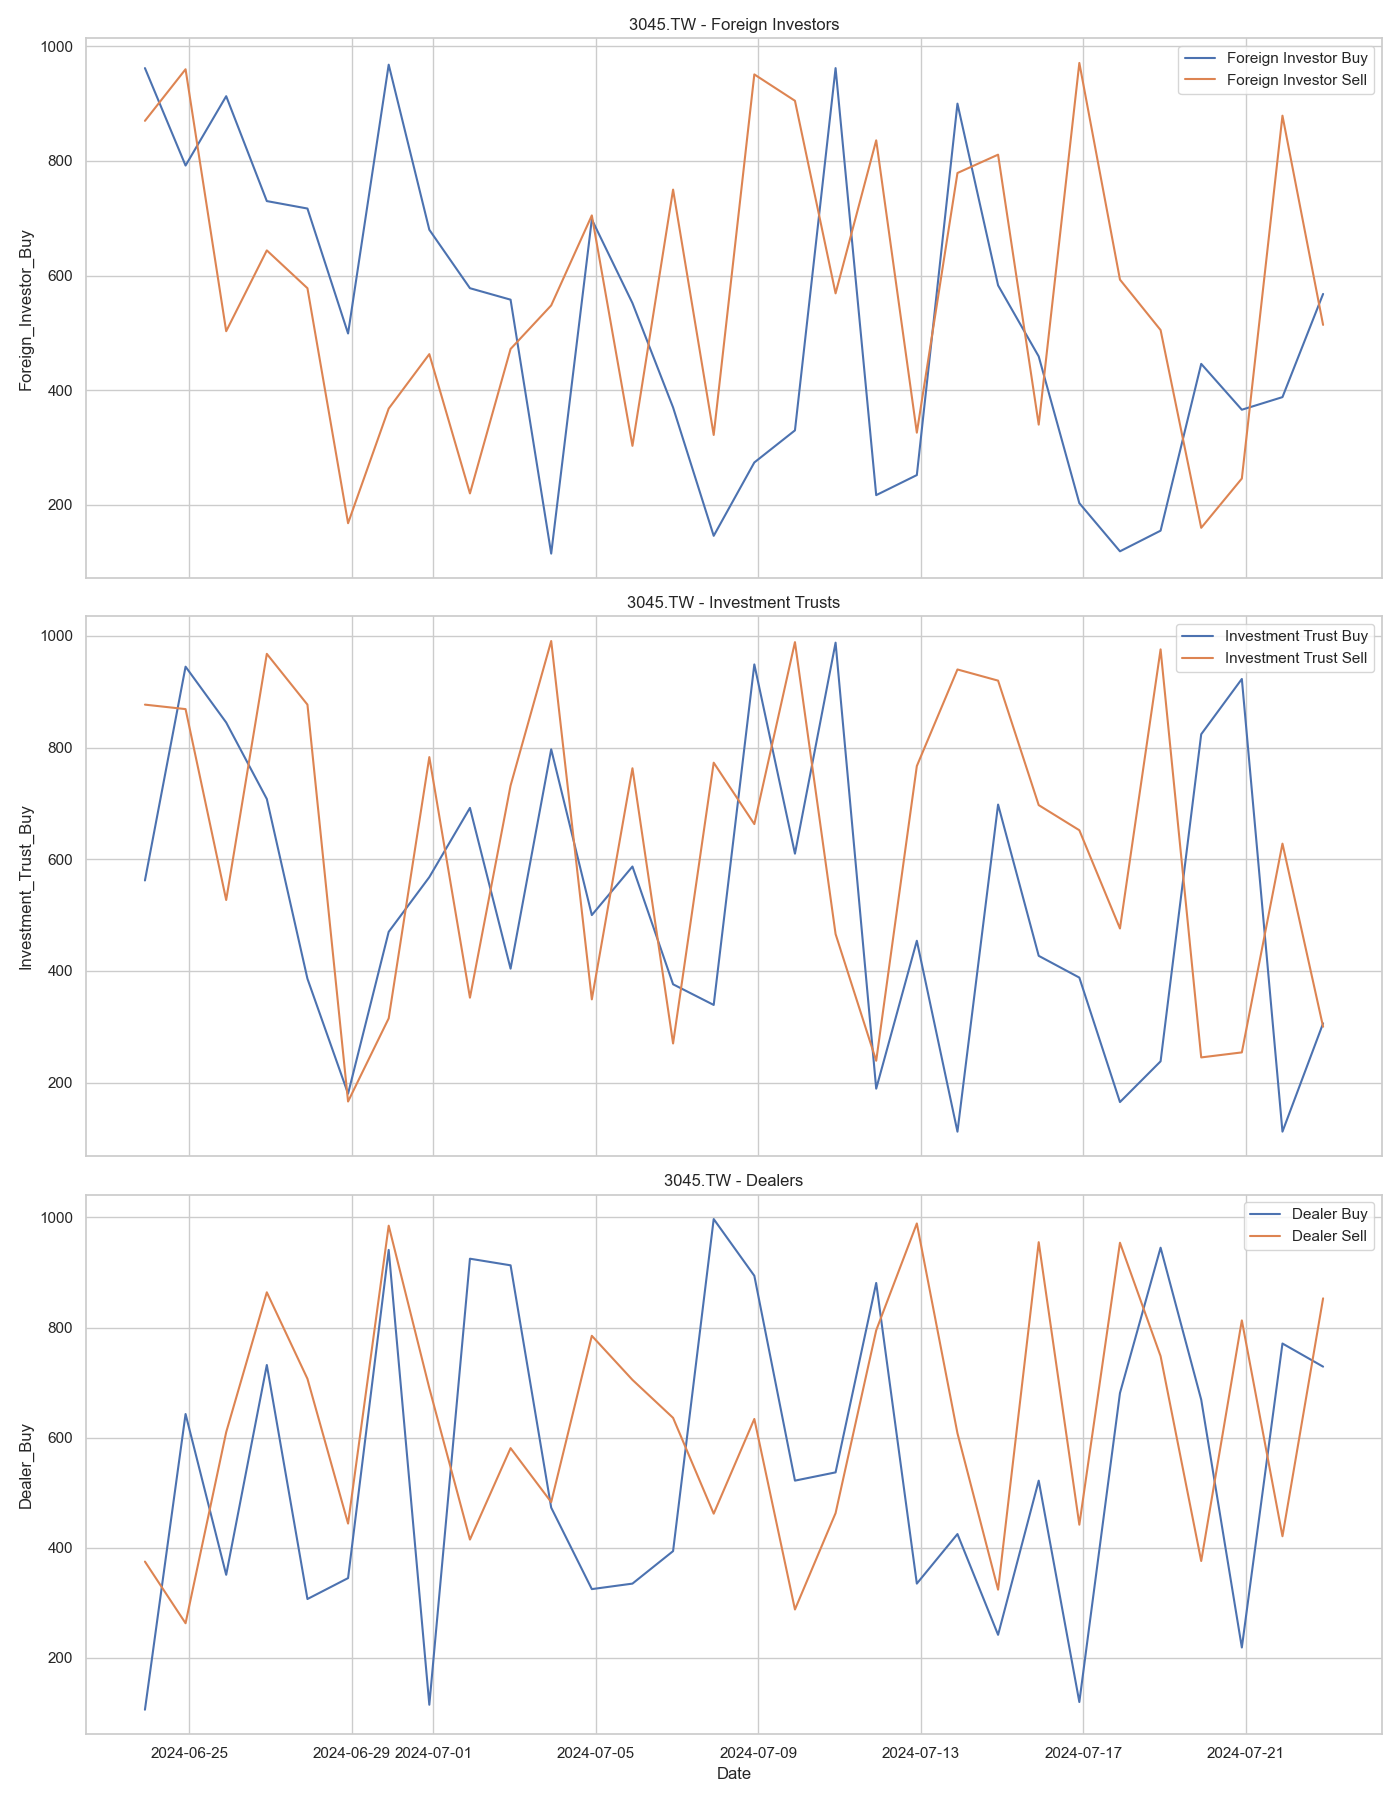 3045.TW - Foreign Investors
Foreign Investor Buy
Foreign Investor Sell
Foreign_Investor_Buy
1000
800
600
400
200
3045.TW - Investment Trusts
Investment Trust Buy
Investment Trust Sell
Investment_Trust_Buy
1000
800
600
400
200
3045.TW - Dealers
Dealer Buy
Dealer Sell
Dealer_Buy
1000
800
600
400
200
2024-06-25 2024-06-29 2024-07-01 2024-07-05 2024-07-09 2024-07-13 2024-07-17 2024-07-21
Date